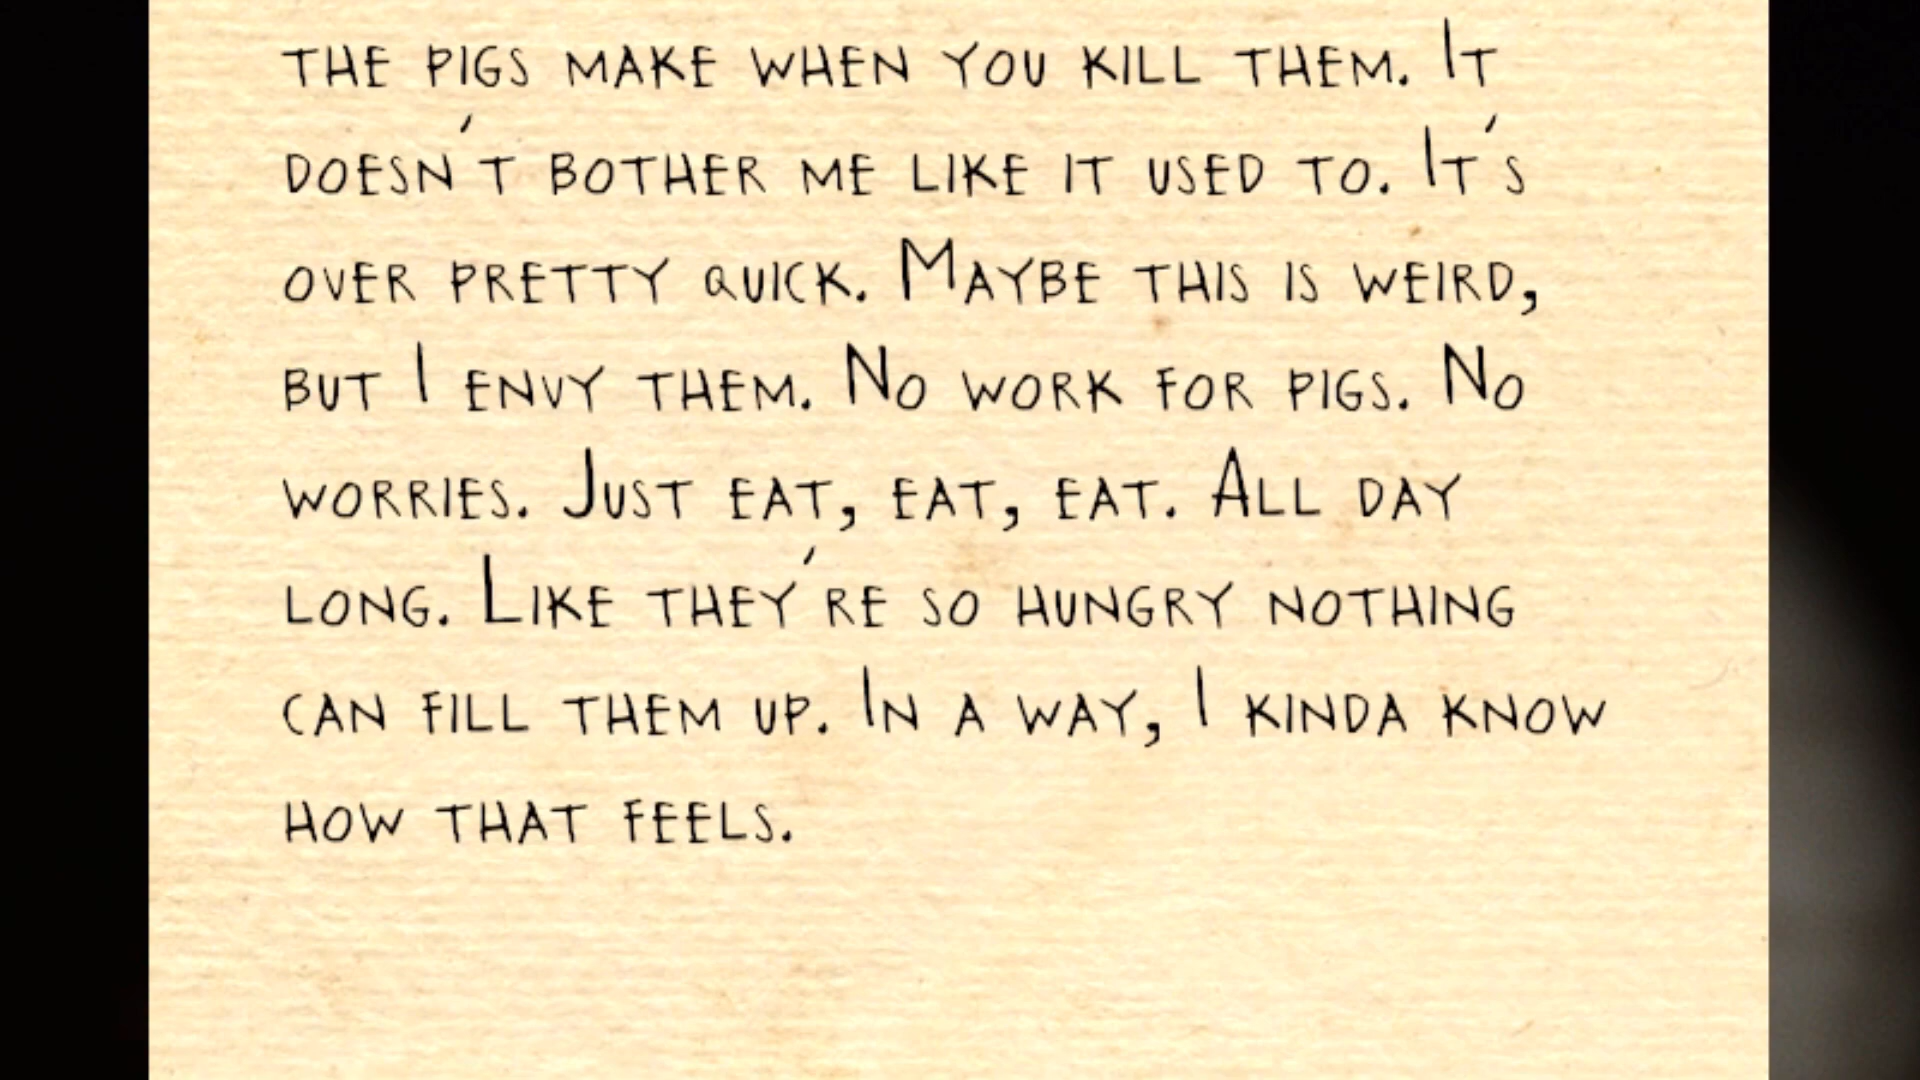 the pigs make when you kill them. It
doesn't bother me like it used to. It's
over pretty quick. Maybe this is weird,
but I envy them. No work for pigs. No
worries. Just eat, eat, eat. All day
long. Like they're so hungry nothing
can fill them up. In a way, I kinda know
how that feels.